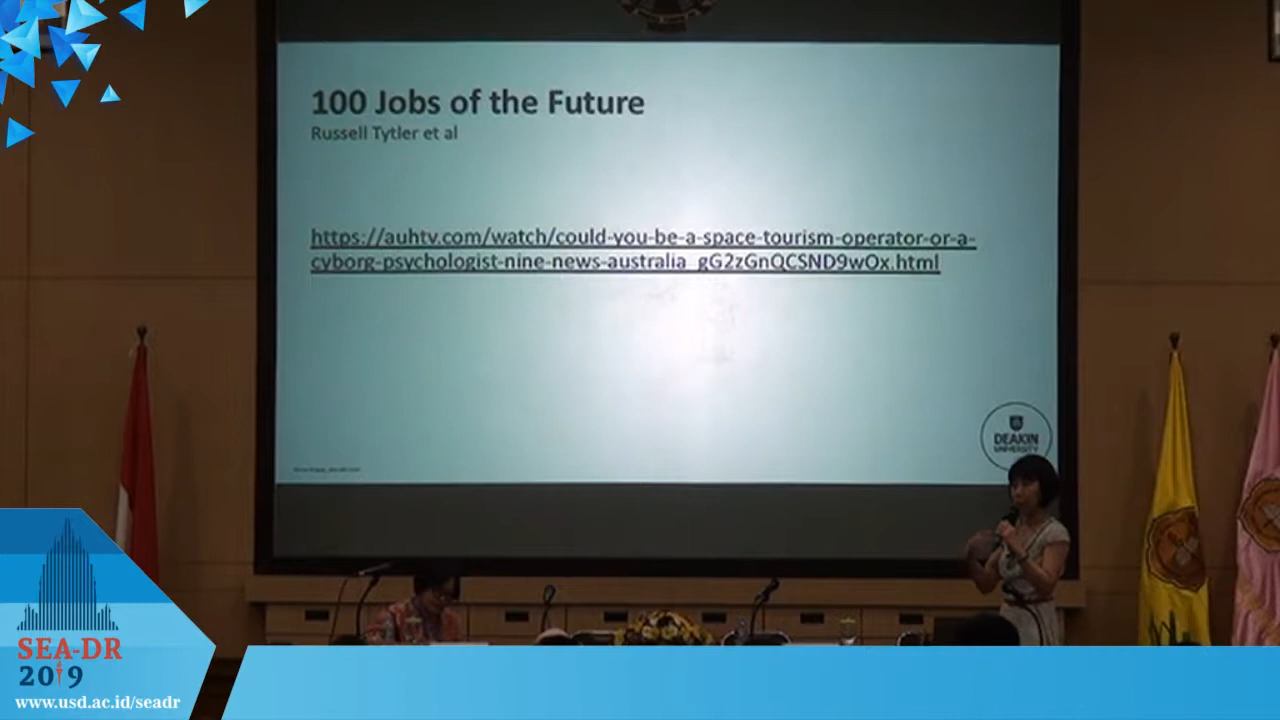 100 Jobs of the Future
Russell Tytler et al
https://auhtv.com/watch/could-you-be-a-space-tourism-operator-or-a-
cyborg-psychologist-nine-news-australia_gG2zGnQCSND9wOx.html
DEAKIN
UNIVERSITY
SEA-DR
2019
www.usd.ac.id/seadr